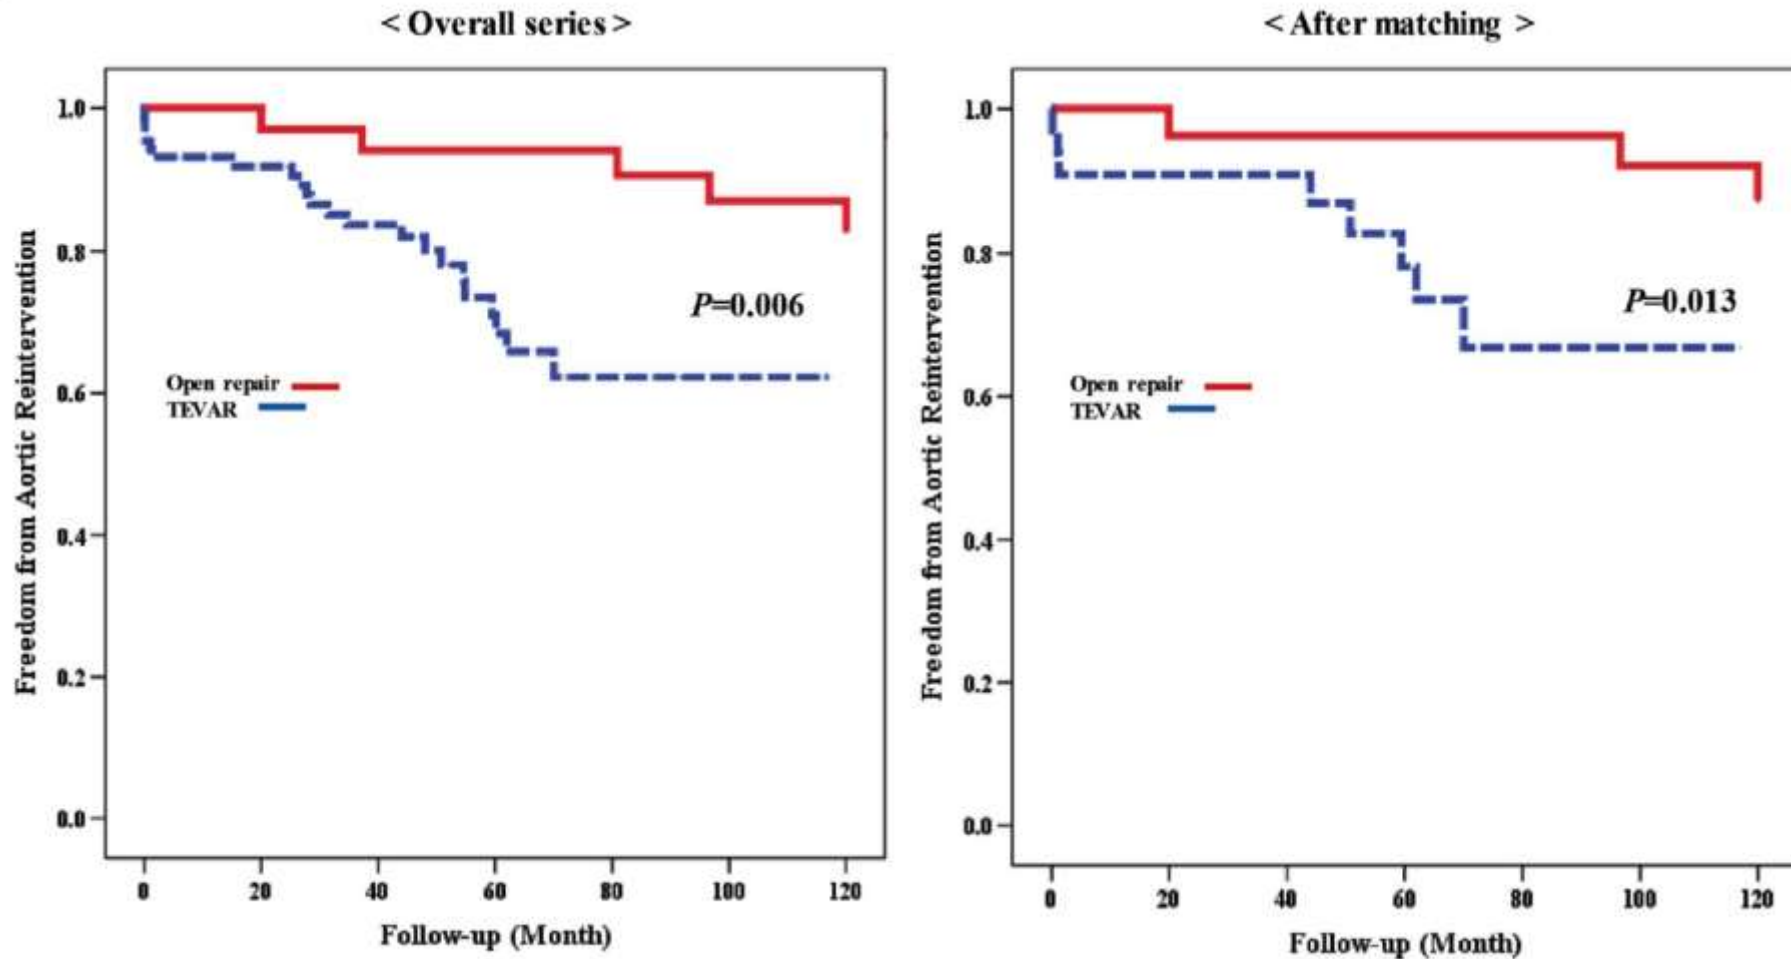 < Overall series >
Freedom from Aortic Reintervention
1.0
0.8
0.6
0.4
0.2
0.0
P=0.006
Open repair
TEVAR
0 20 40 60 80 100 120
Follow-up (Month)
< After matching >
Freedom from Aortic Reintervention
1.0
0.8
0.6
0.4
0.2
0.0
P=0.013
Open repair
TEVAR
0 20 40 60 80 100 120
Follow-up (Month)